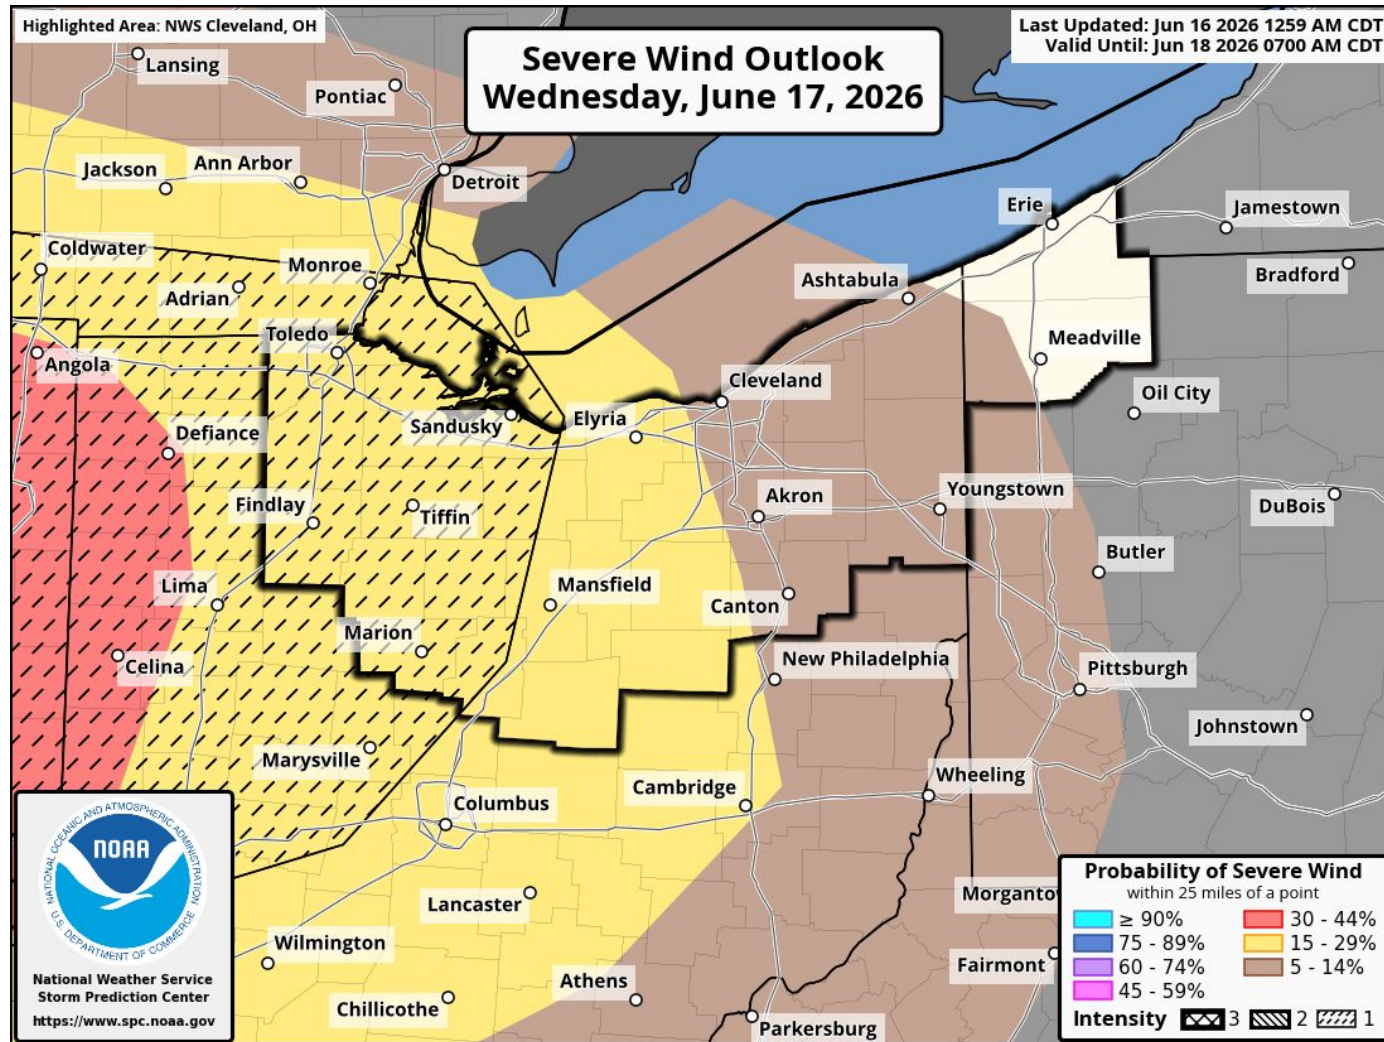 Highlighted Area: NWS Cleveland, OH
Severe Wind Outlook
Wednesday, June 17, 2026
Last Updated: Jun 16 2026 1259 AM CDT
Valid Until: Jun 18 2026 0700 AM CDT
Lansing
Pontiac
Jackson
Ann Arbor
Detroit
Erie
Jamestown
Coldwater
Monroe
Adrian
Ashtabula
Bradford
Toledo
Angola
Meadville
Cleveland
Sandusky
Elyria
Oil City
Defiance
Findlay
Tiffin
Akron
Youngstown
DuBois
Lima
Mansfield
Canton
Butler
Marion
Celina
New Philadelphia
Pittsburgh
Johnstown
Marysville
Columbus
Cambridge
Wheeling
Lancaster
Morgantow
Wilmington
Chillicothe
Athens
Fairmont
Parkersburg
NATIONAL OCEANIC AND ATMOSPHERIC ADMINISTRATION
NOAA
U.S. DEPARTMENT OF COMMERCE
National Weather Service
Storm Prediction Center
https://www.spc.noaa.gov
Probability of Severe Wind
within 25 miles of a point
≥ 90%
30 - 44%
75 - 89%
15 - 29%
60 - 74%
5 - 14%
45 - 59%
Intensity 3 2 1